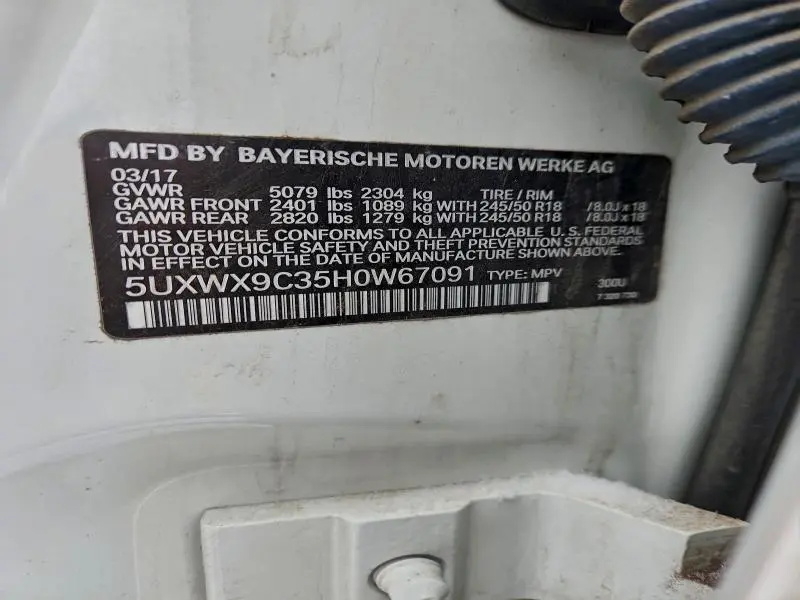 MFD BY BAYERISCHE MOTOREN WERKE AG
03/17
GVWR 5079 lbs 2304 kg TIRE / RIM
GAWR FRONT 2401 lbs 1089 kg WITH 245/50 R18 /8.0J x 18
GAWR REAR 2820 lbs 1279 kg WITH 245/50 R18 /8.0J x 18
THIS VEHICLE CONFORMS TO ALL APPLICABLE U.S. FEDERAL
MOTOR VEHICLE SAFETY AND THEFT PREVENTION STANDARDS
IN EFFECT ON THE DATE OF MANUFACTURE SHOWN ABOVE.
5UXWX9C35H0W67091 TYPE: MPV 300U